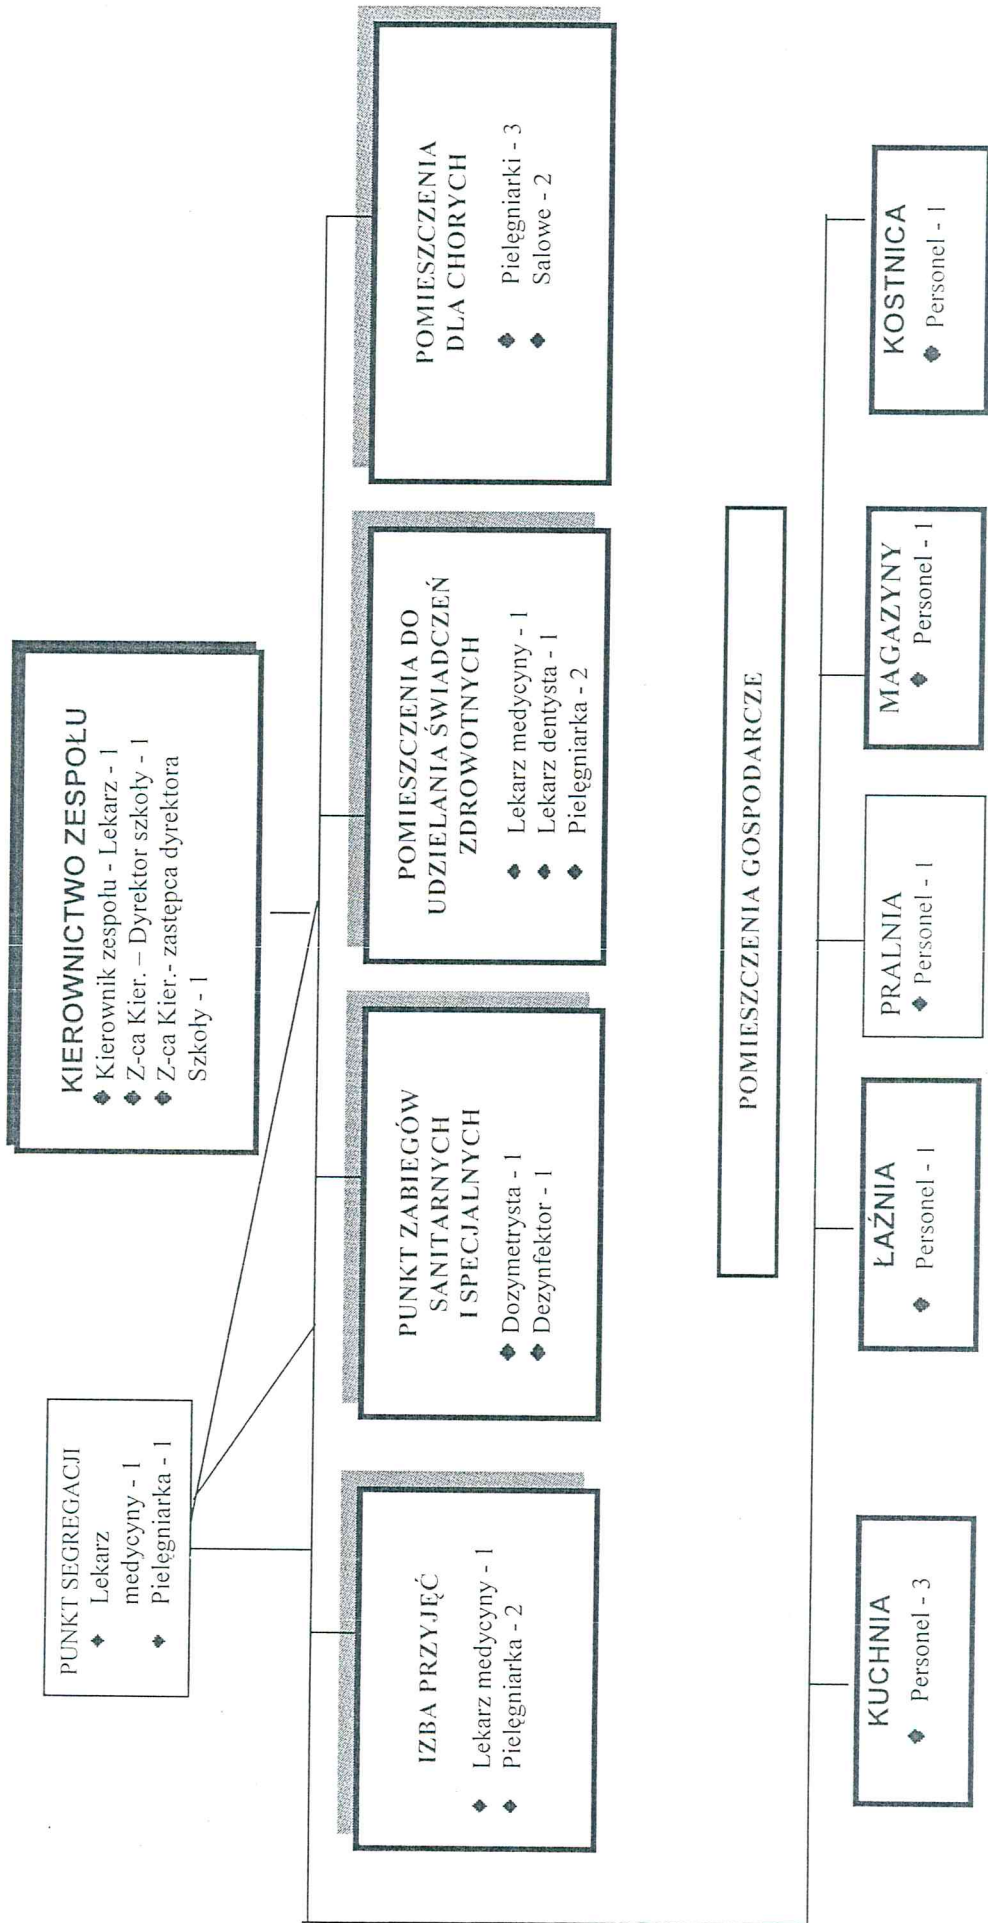 KIEROWNICTWO ZESPOŁU
◆ Kierownik zespołu - Lekarz - 1
◆ Z-ca Kier. – Dyrektor szkoły - 1
◆ Z-ca Kier.- zastępca dyrektora
Szkoły - 1
PUNKT SEGREGACJI
◆ Lekarz
medycyny - 1
◆ Pielęgniarka - 1
IZBA PRZYJĘĆ
◆ Lekarz medycyny - 1
◆ Pielęgniarka - 2
PUNKT ZABIEGÓW
SANITARNYCH
I SPECJALNYCH
◆ Dozymetrysta - 1
◆ Dezynfektor - 1
POMIESZCZENIA DO
UDZIELANIA ŚWIADCZEŃ
ZDROWOTNYCH
◆ Lekarz medycyny - 1
◆ Lekarz dentysta - 1
◆ Pielęgniarka - 2
POMIESZCZENIA
DLA CHORYCH
◆ Pielęgniarki - 3
◆ Salowe - 2
POMIESZCZENIA GOSPODARCZE
KUCHNIA
◆ Personel - 3
ŁAŹNIA
◆ Personel - 1
PRALNIA
◆ Personel - 1
MAGAZYNY
◆ Personel - 1
KOSTNICA
◆ Personel - 1